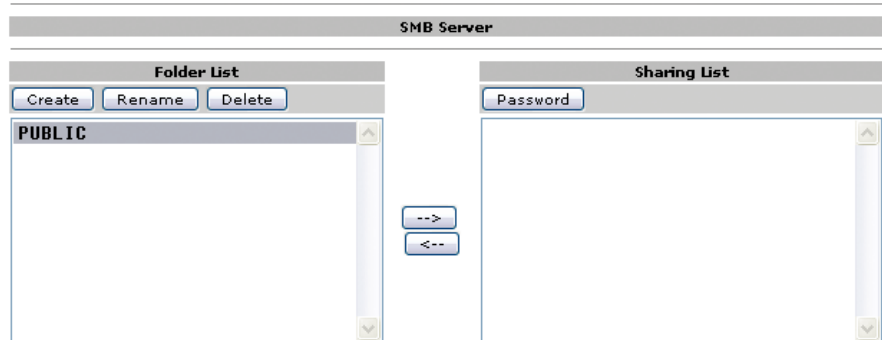 SMB Server
Folder List
Sharing List
Create Rename Delete
Password
PUBLIC
-->
<--